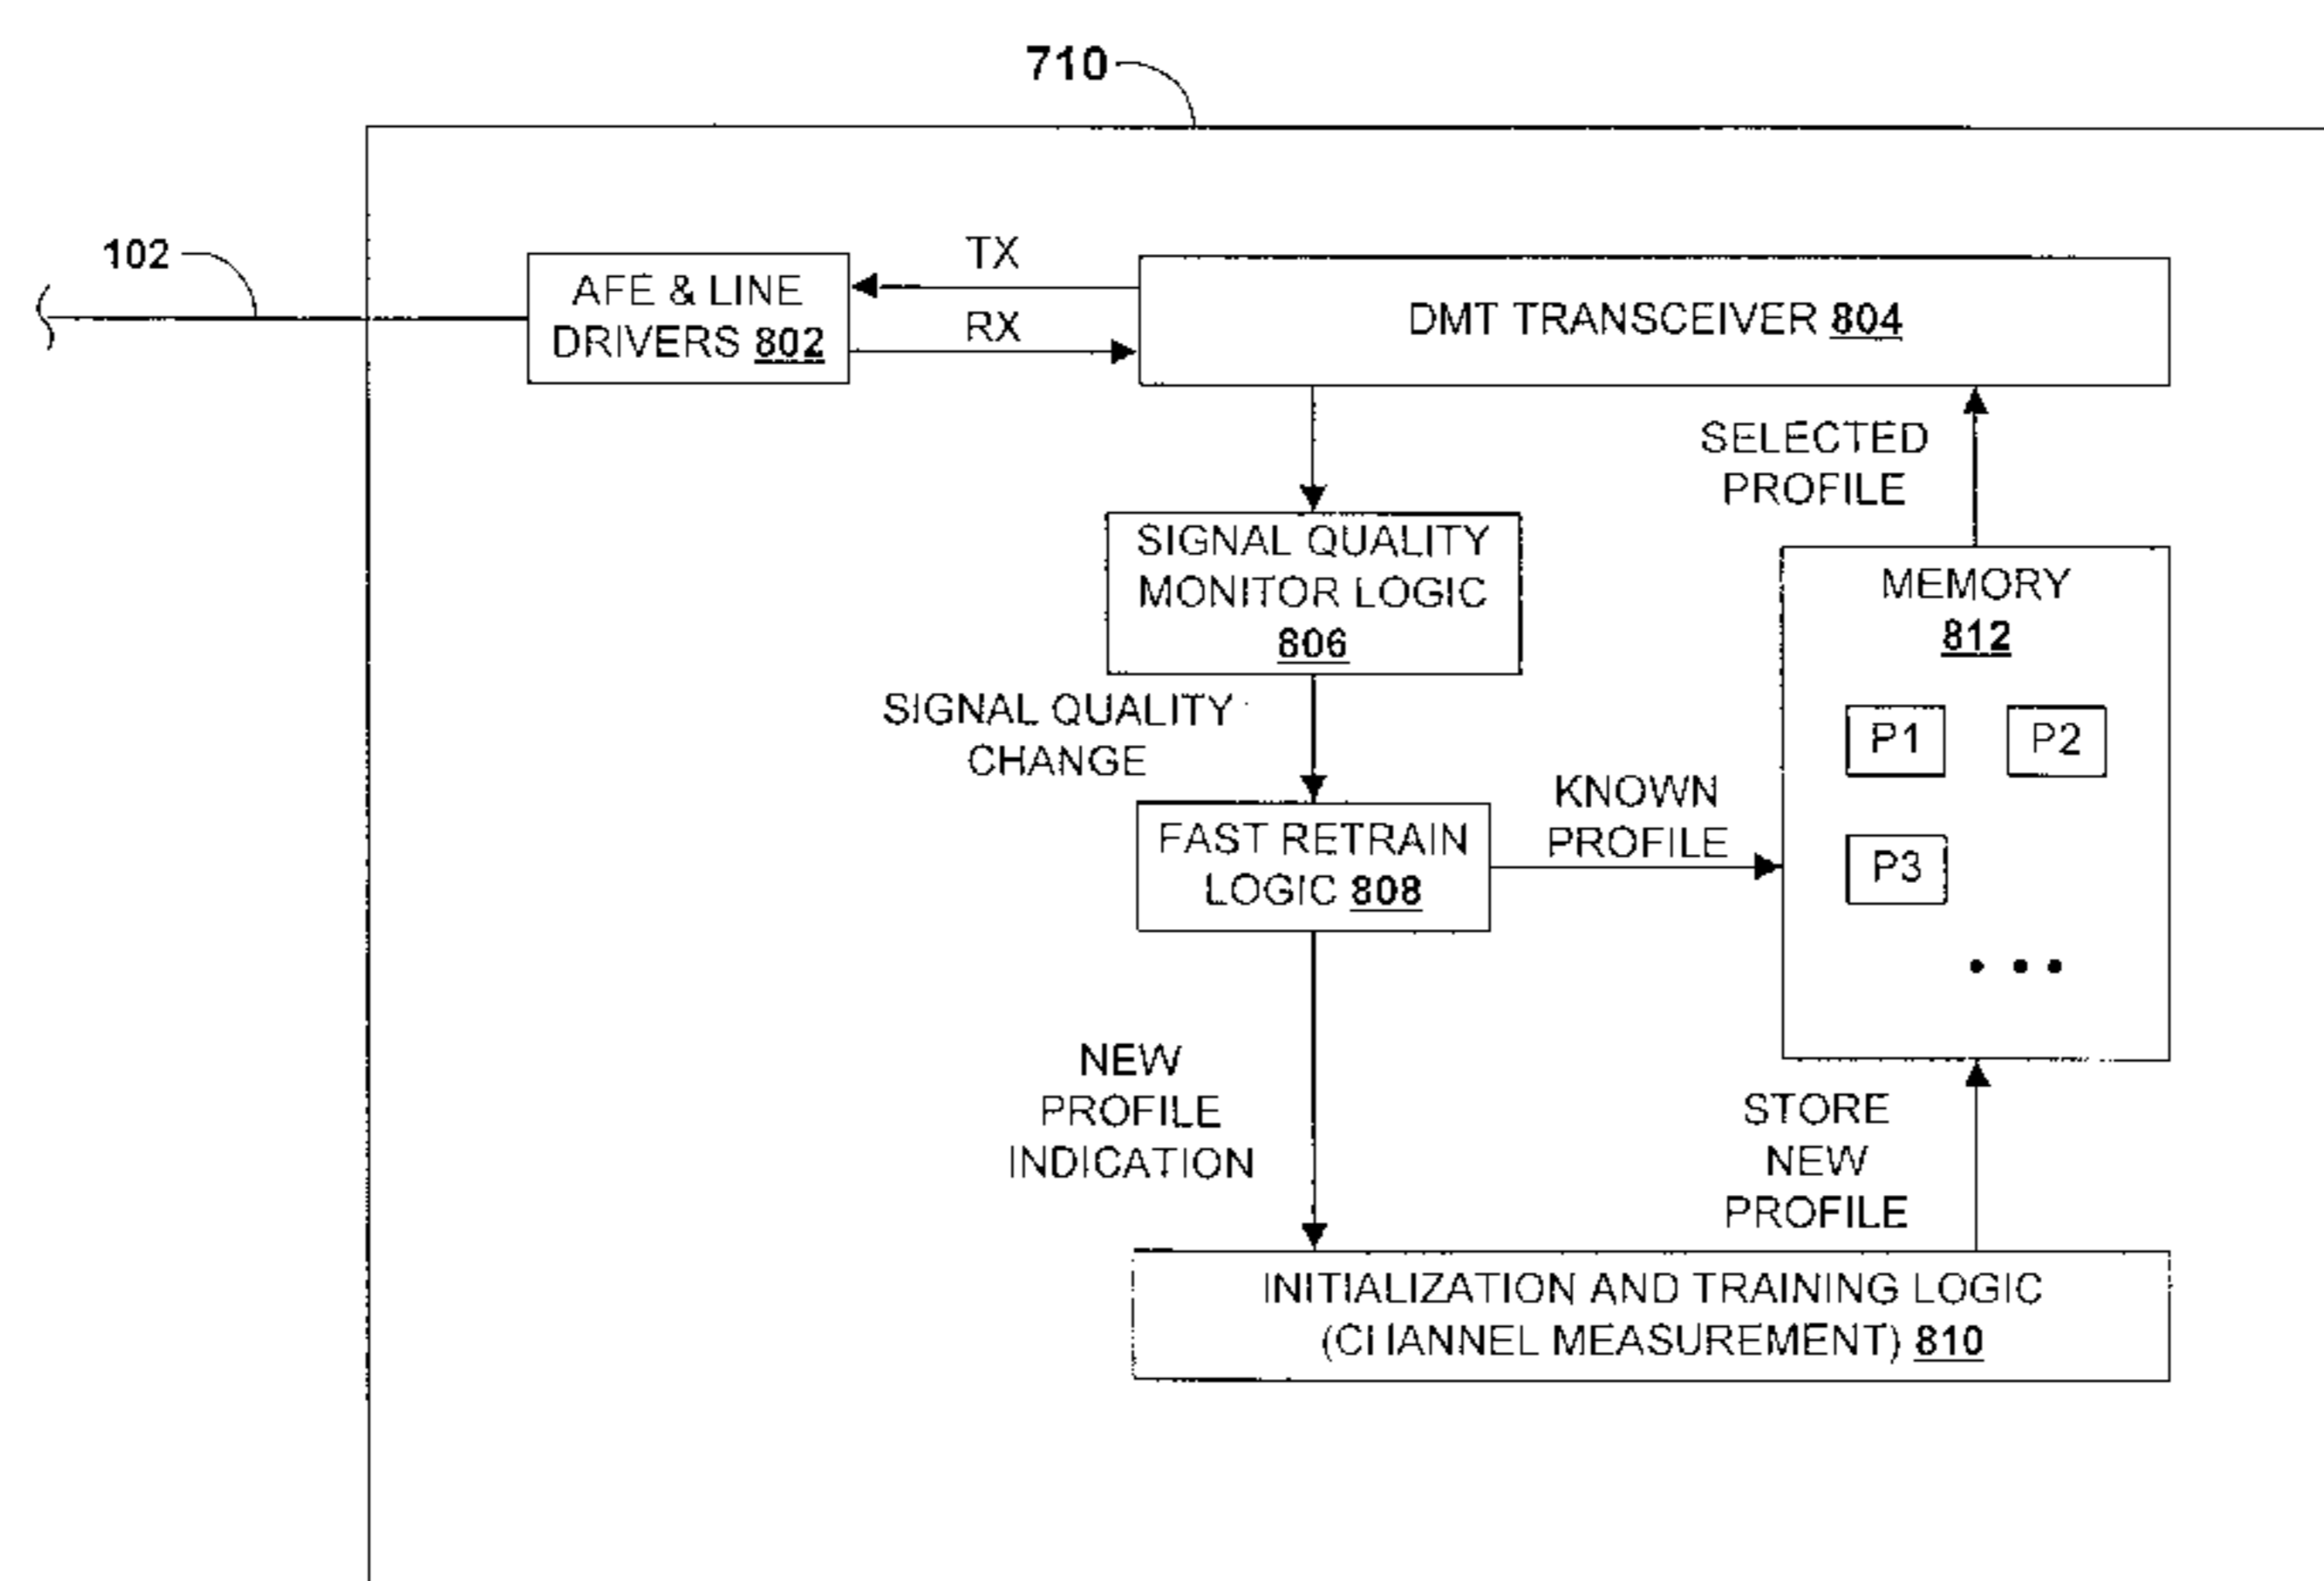 710
102
TX
RX
AFE & LINE
DRIVERS 802
DMT TRANSCEIVER 804
SELECTED
PROFILE
SIGNAL QUALITY
MONITOR LOGIC
806
MEMORY
812
P1
P2
P3
• • •
SIGNAL QUALITY
CHANGE
KNOWN
PROFILE
FAST RETRAIN
LOGIC 808
NEW
PROFILE
INDICATION
STORE
NEW
PROFILE
INITIALIZATION AND TRAINING LOGIC
(CHANNEL MEASUREMENT) 810